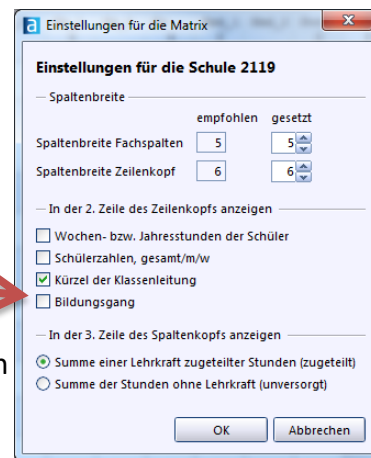 Einstellungen für die Matrix
Einstellungen für die Schule 2119
Spaltenbreite
empfohlen gesetzt
Spaltenbreite Fachspalten 5 5
Spaltenbreite Zeilenkopf 6 6
In der 2. Zeile des Zeilenkopfs anzeigen
Wochen- bzw. Jahresstunden der Schüler
Schülerzahlen, gesamt/m/w
Kürzel der Klassenleitung
Bildungsgang
In der 3. Zeile des Spaltenkopfs anzeigen
Summe einer Lehrkraft zugeteilter Stunden (zugeteilt)
Summe der Stunden ohne Lehrkraft (unversorgt)
OK Abbrechen